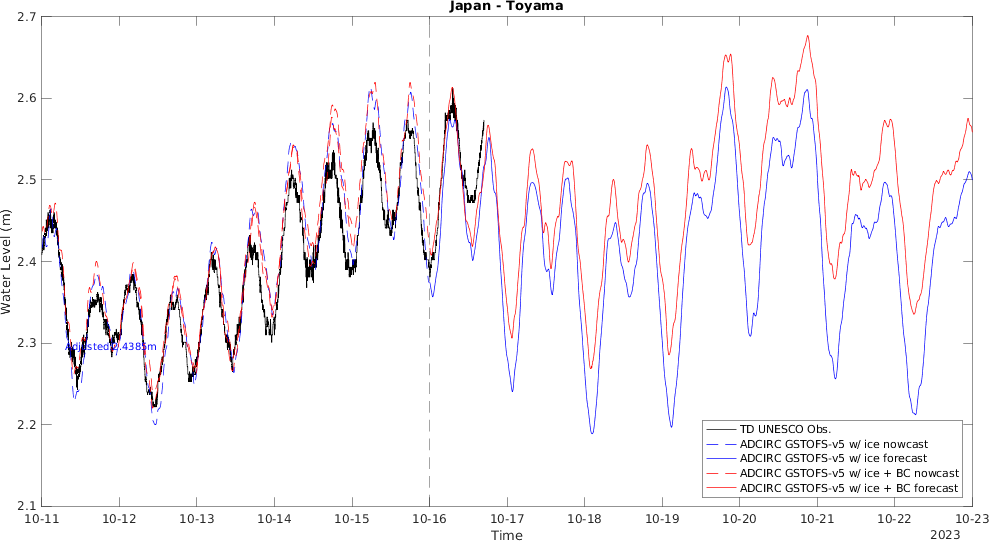 Japan - Toyama
Water Level (m)
2.7
2.6
2.5
2.4
2.3
2.2
2.1
Adjusted 2.4385m
TD UNESCO Obs.
ADCIRC GSTOFS-v5 w/ ice nowcast
ADCIRC GSTOFS-v5 w/ ice forecast
ADCIRC GSTOFS-v5 w/ ice + BC nowcast
ADCIRC GSTOFS-v5 w/ ice + BC forecast
10-11 10-12 10-13 10-14 10-15 10-16 10-17 10-18 10-19 10-20 10-21 10-22 10-23
Time
2023